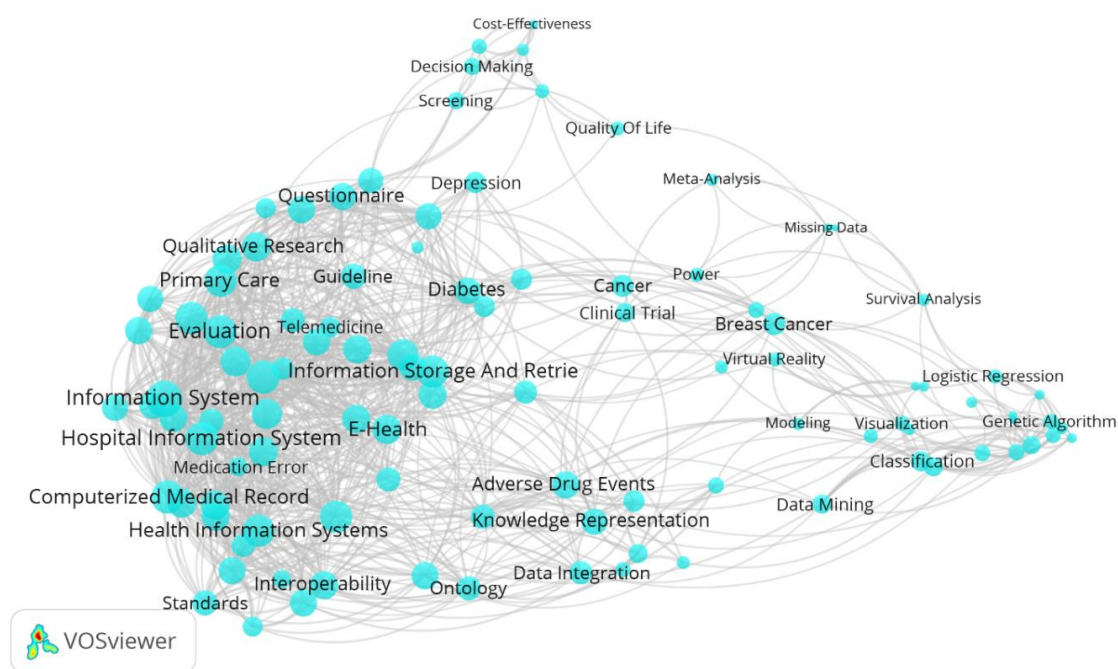 Cost-Effectiveness
Decision Making
Screening
Quality Of Life
Meta-Analysis
Depression
Questionnaire
Missing Data
Qualitative Research
Primary Care
Guideline
Power
Cancer
Diabetes
Survival Analysis
Clinical Trial
Breast Cancer
Evaluation
Telemedicine
Virtual Reality
Information Storage And Retrie
Logistic Regression
Information System
Genetic Algorithm
Modeling
Visualization
E-Health
Hospital Information System
Classification
Medication Error
Adverse Drug Events
Computerized Medical Record
Data Mining
Knowledge Representation
Health Information Systems
Data Integration
Interoperability
Ontology
Standards
VOSviewer